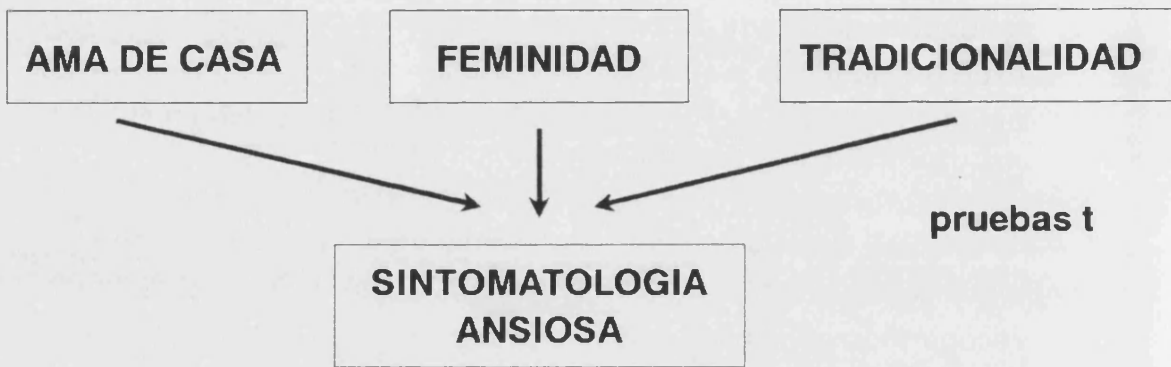 AMA DE CASA
FEMINIDAD
TRADICIONALIDAD
pruebas t
SINTOMATOLOGIA
ANSIOSA